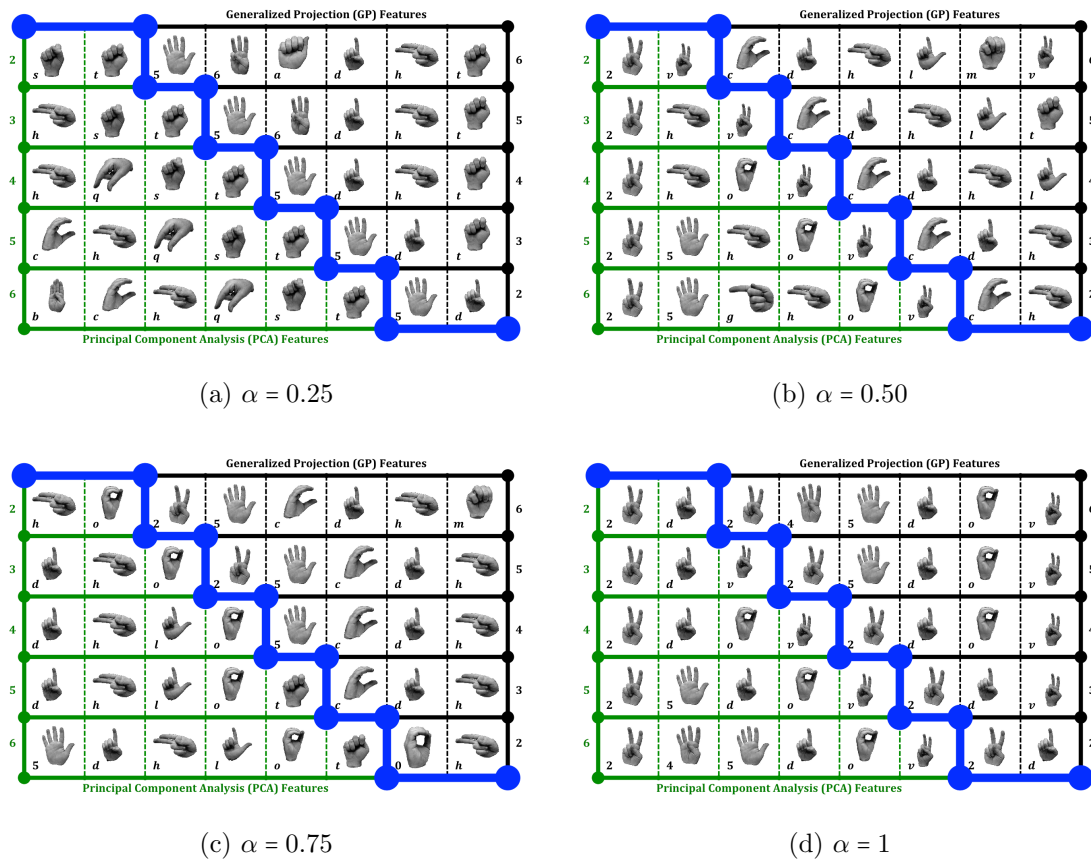 Generalized Projection (GP) Features
2 s t 5 6 a d h t 6
3 h s t 5 6 d h t 5
4 h q s t 5 d h t 4
5 c h q s t 5 d t 3
6 b c h q s t 5 d 2
Principal Component Analysis (PCA) Features
(a) α = 0.25
Generalized Projection (GP) Features
2 2 v c d h l m v
3 2 h v c d h l t
4 2 h o v c d h l
5 2 5 h o v c d h
6 2 5 g h o v c h
Principal Component Analysis (PCA) Features
(b) α = 0.50
Generalized Projection (GP) Features
2 h o 2 5 c d h m 6
3 d h o 2 5 c d h 5
4 d h l o 5 c d h 4
5 d h l o t c d h 3
6 5 d h l o t 0 h 2
Principal Component Analysis (PCA) Features
(c) α = 0.75
Generalized Projection (GP) Features
2 2 d 2 4 5 d o v
3 2 d v 2 5 d o v
4 2 d o v 2 d o v
5 2 5 d o v 2 d v
6 2 4 5 d o v 2 d
Principal Component Analysis (PCA) Features
(d) α = 1